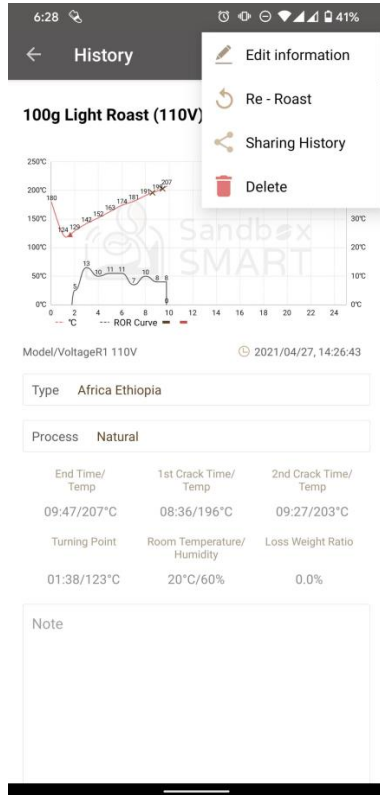 6:28 41%
History
Edit information
Re - Roast
Sharing History
Delete
100g Light Roast (110V)
250°C
200°C
150°C
100°C
50°C
0°C
30°C
20°C
10°C
0°C
180 124 129 142 152 163 174 181 191 196 207
5 13 10 11 11 7 10 8 8 0
Sandbox
SMART
0 2 4 6 8 10 12 14 16 18 20 22 24
-- °C --- ROR Curve
Model/VoltageR1 110V 2021/04/27, 14:26:43
Type Africa Ethiopia
Process Natural
End Time/ Temp 1st Crack Time/ Temp 2nd Crack Time/ Temp
09:47/207°C 08:36/196°C 09:27/203°C
Turning Point Room Temperature/ Humidity Loss Weight Ratio
01:38/123°C 20°C/60% 0.0%
Note